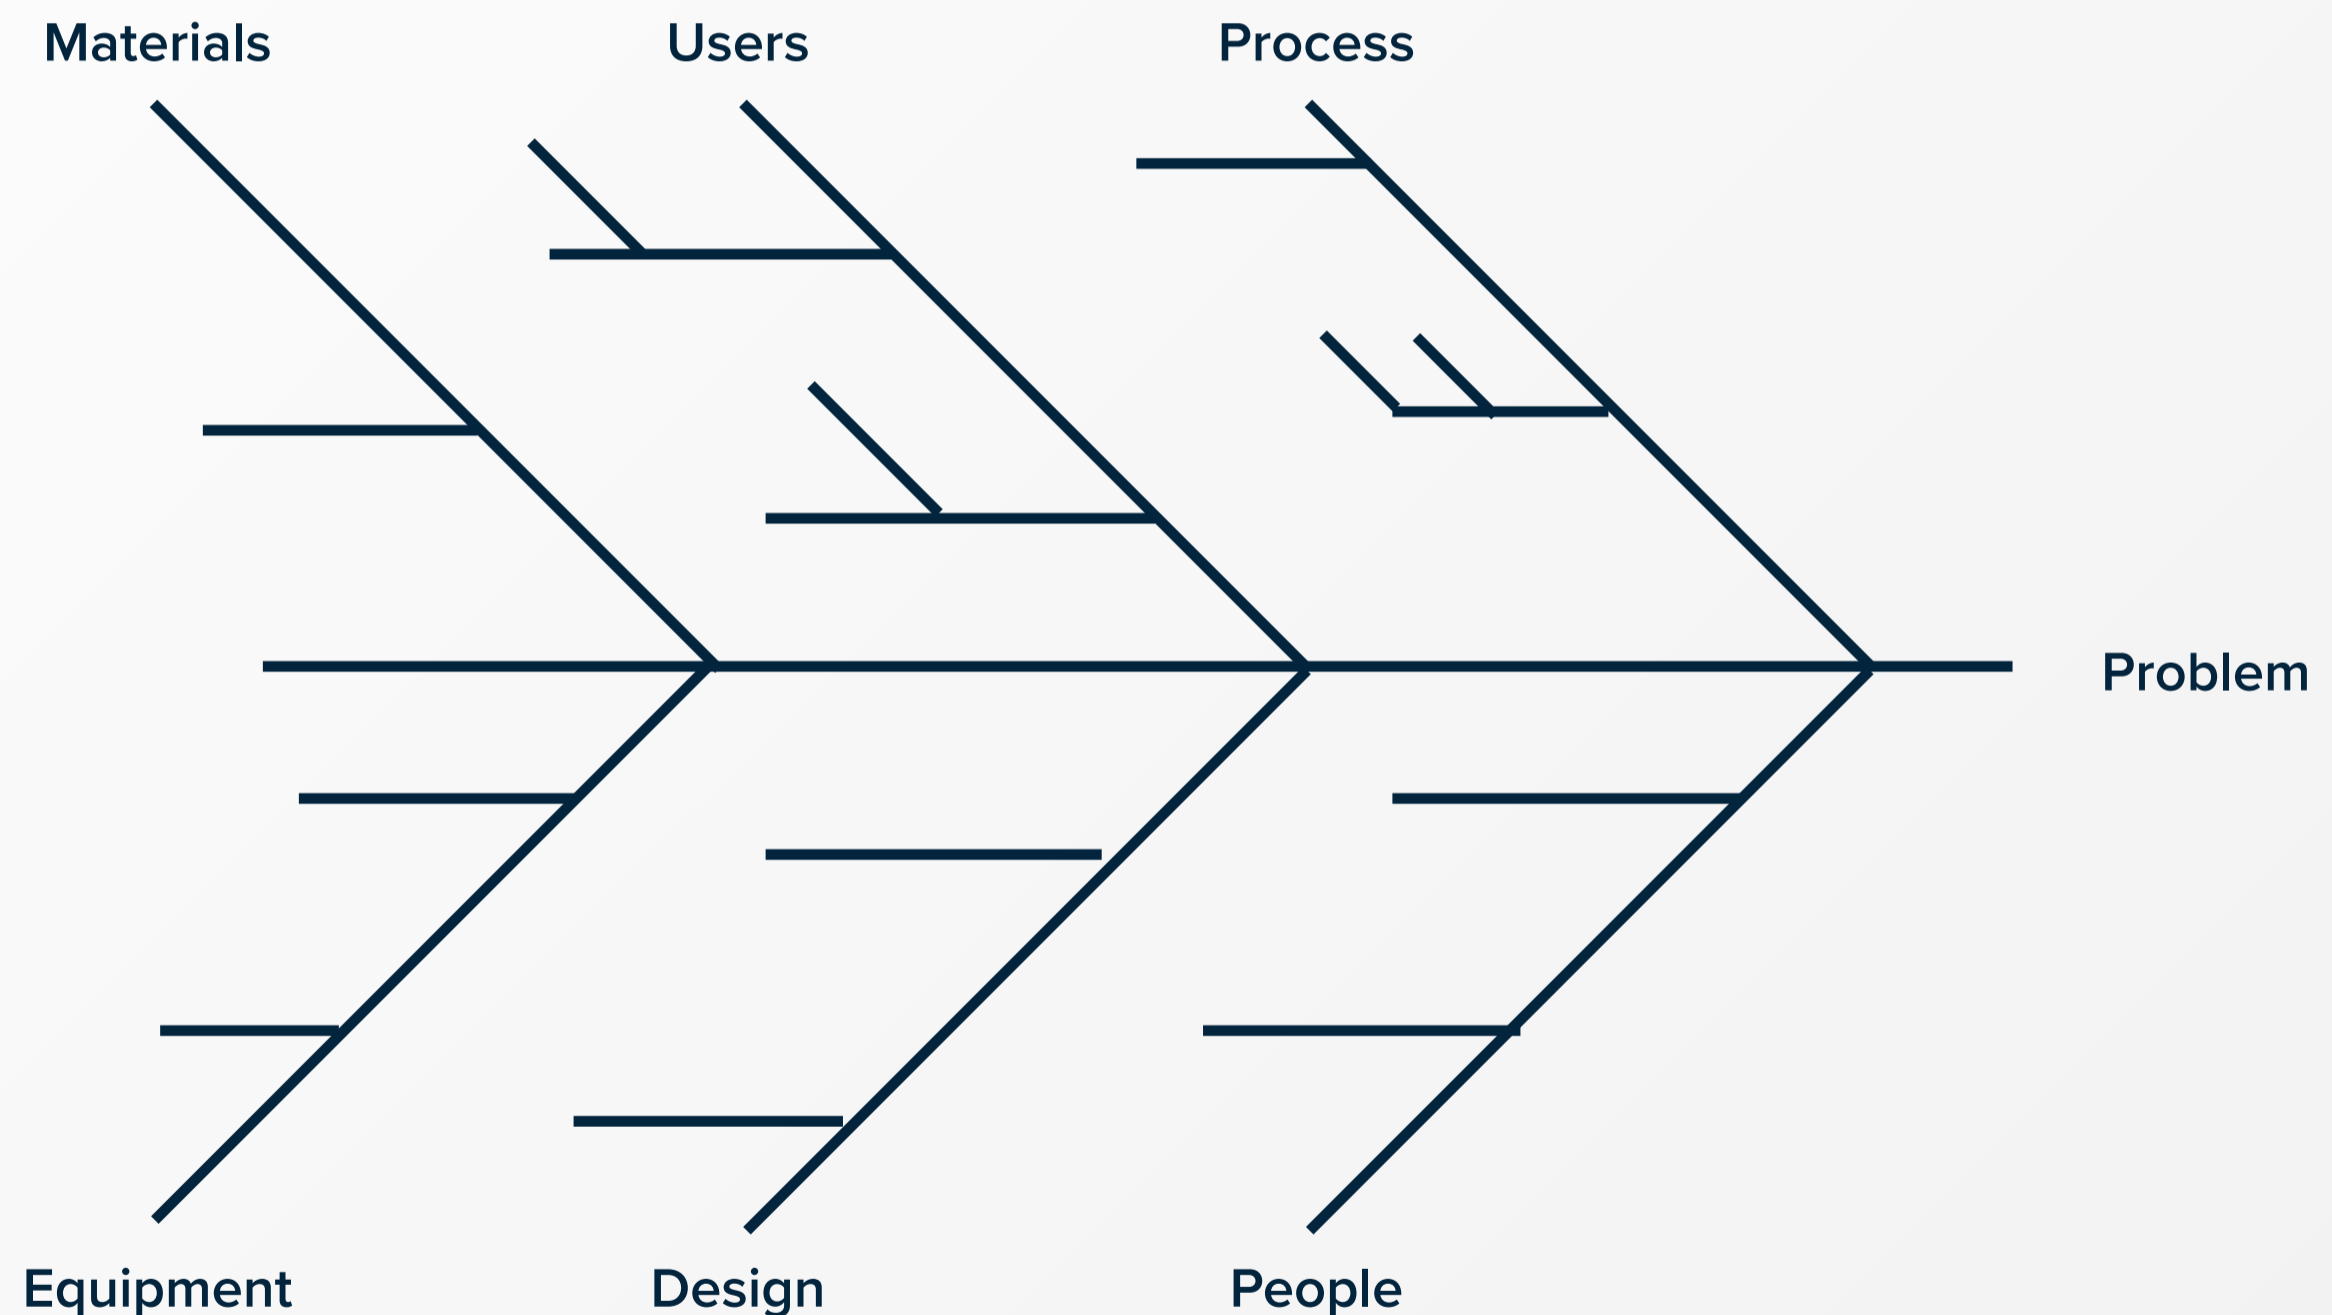 Materials
Users
Process
Problem
Equipment
Design
People